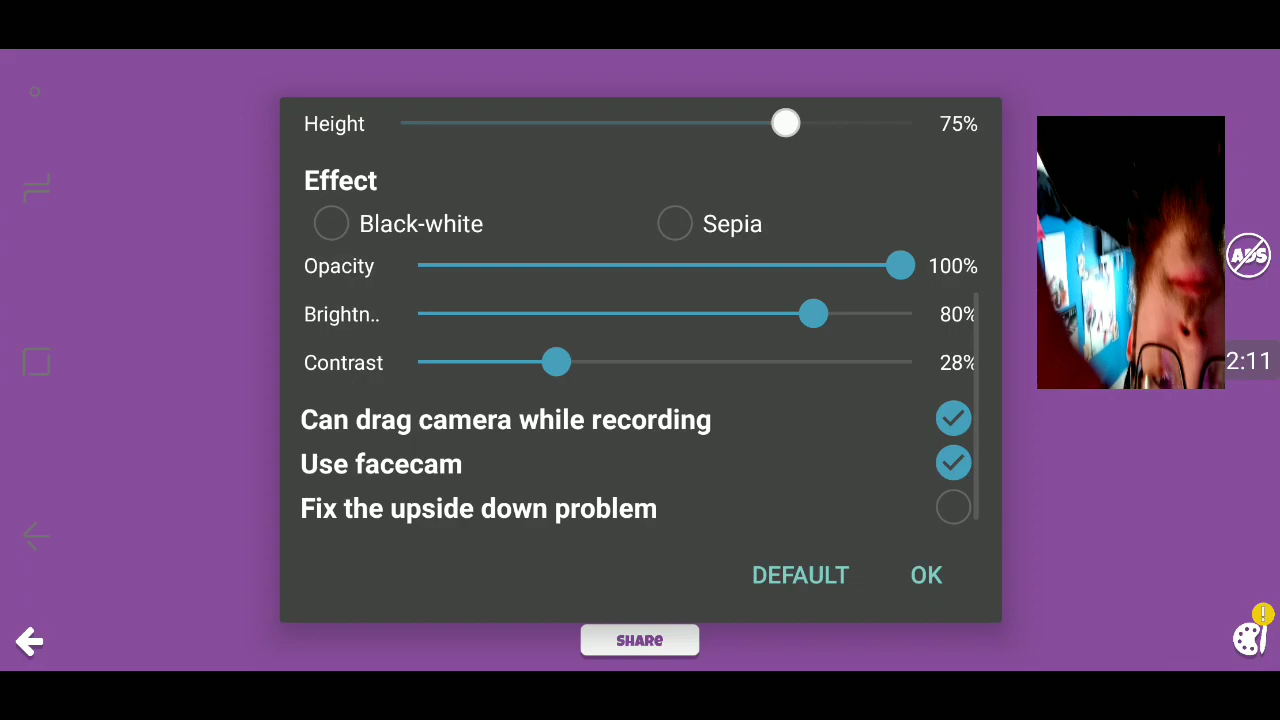 Height 75%
Effect
Black-white Sepia
Opacity 100%
Brightn.. 80%
Contrast 28%
Can drag camera while recording
Use facecam
Fix the upside down problem
DEFAULT OK
SHARE
ADS
2:11
!